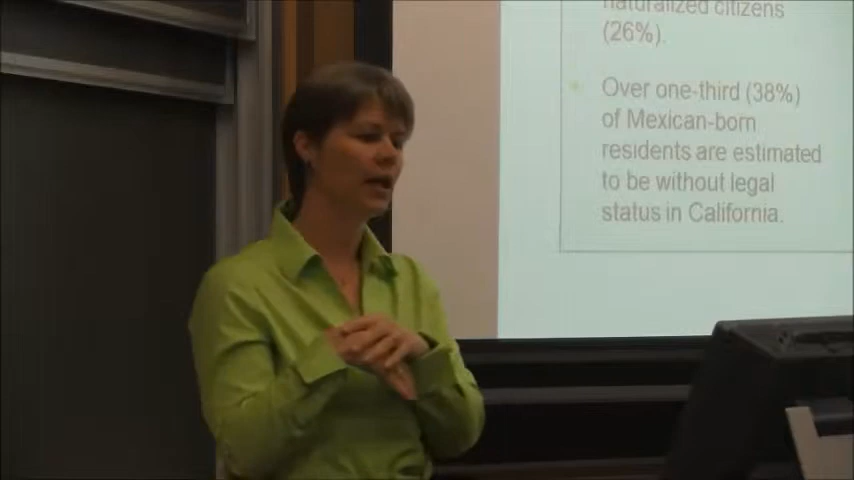 naturalized citizens
(26%).
Over one-third (38%)
of Mexican-born
residents are estimated
to be without legal
status in California.